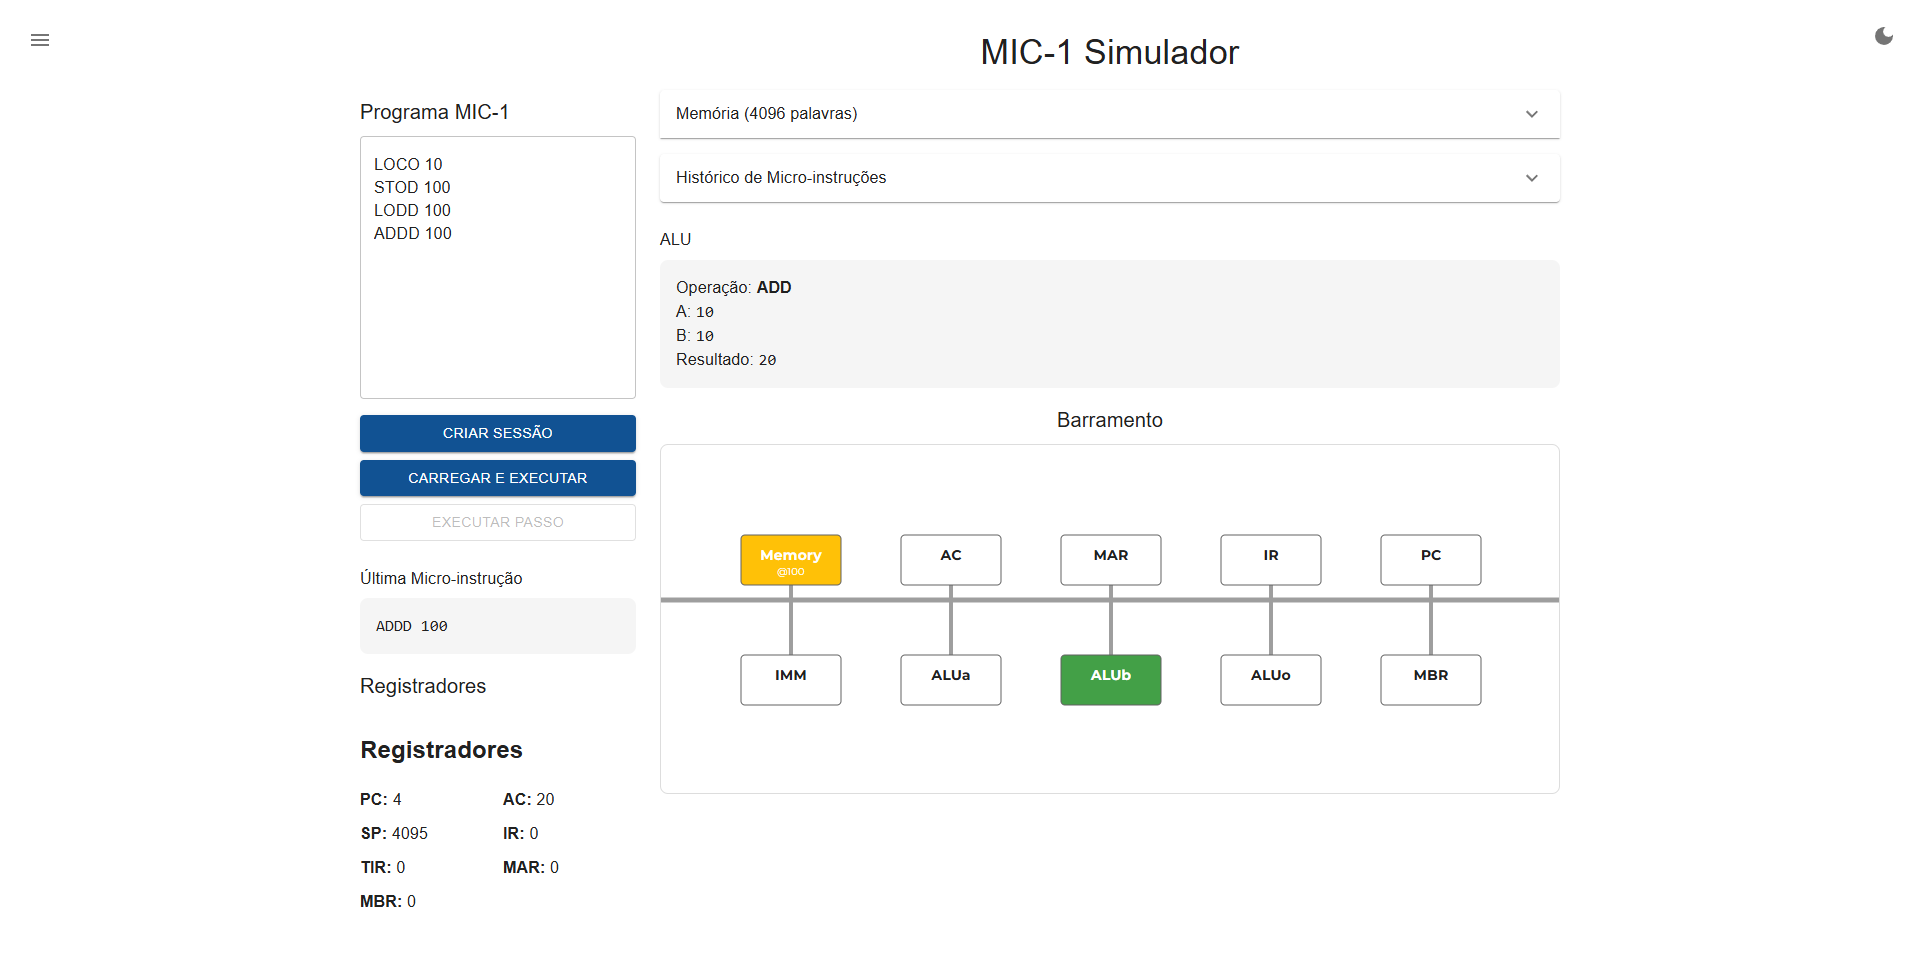 MIC-1 Simulador
Programa MIC-1
LOCO 10
STOD 100
LODD 100
ADDD 100
CRIAR SESSÃO
CARREGAR E EXECUTAR
EXECUTAR PASSO
Última Micro-instrução
ADDD 100
Registradores
Registradores
PC: 4
AC: 20
SP: 4095
IR: 0
TIR: 0
MAR: 0
MBR: 0
Memória (4096 palavras)
Histórico de Micro-instruções
ALU
Operação: ADD
A: 10
B: 10
Resultado: 20
Barramento
Memory
@100
AC
MAR
IR
PC
IMM
ALUa
ALUb
ALUo
MBR